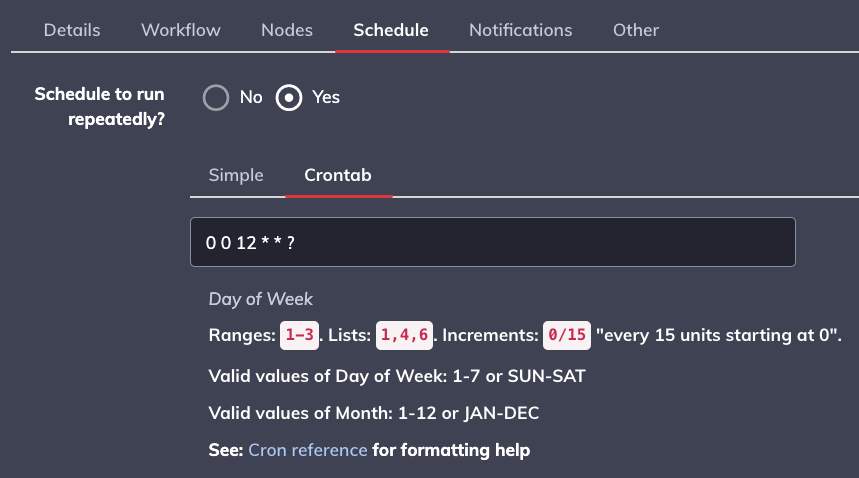 Details Workflow Nodes Schedule Notifications Other
Schedule to run
repeatedly?
No Yes
Simple Crontab
0 0 12 * * ?
Day of Week
Ranges: 1-3. Lists: 1,4,6. Increments: 0/15 "every 15 units starting at 0".
Valid values of Day of Week: 1-7 or SUN-SAT
Valid values of Month: 1-12 or JAN-DEC
See: Cron reference for formatting help